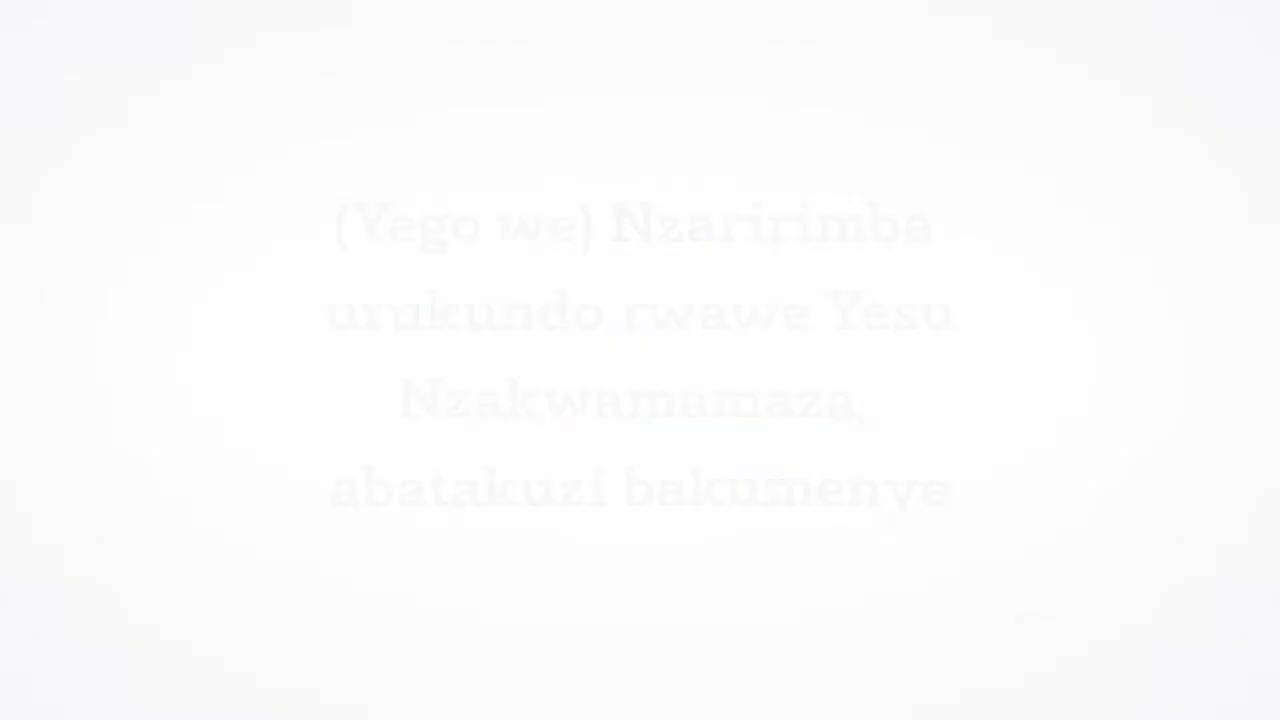 (Yego we) Nzaririmba
urukundo rwawe Yesu
Nzakwamamaza,
abatakuzi bakumenye